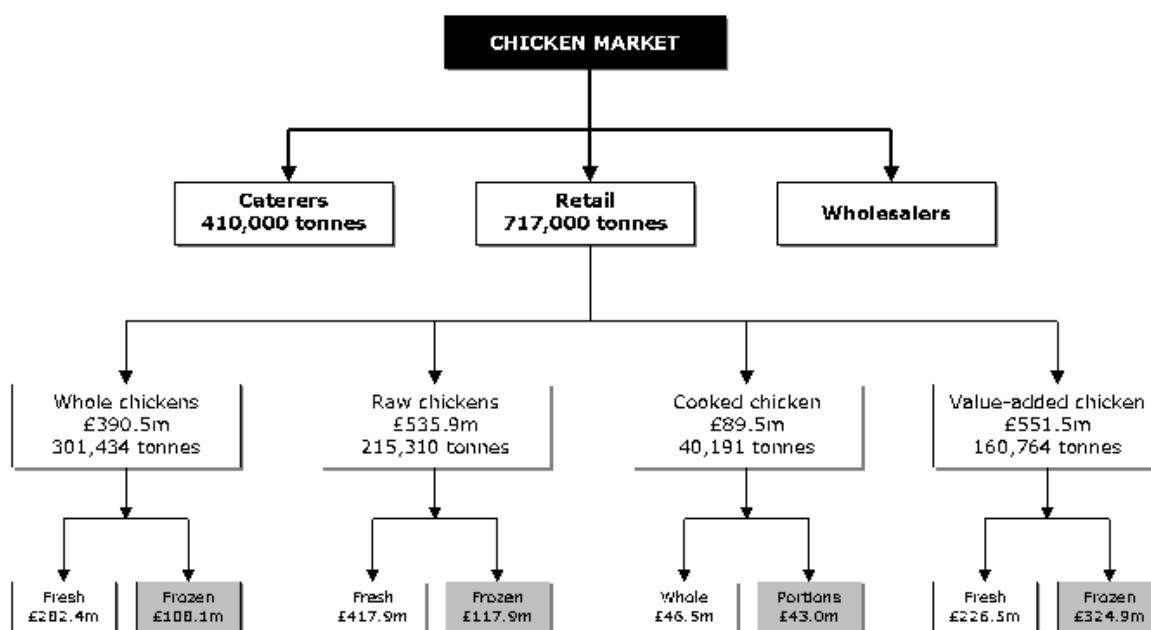 CHICKEN MARKET
Caterers
410,000 tonnes
Retail
717,000 tonnes
Wholesalers
Whole chickens
£390.5m
301,434 tonnes
Raw chickens
£535.9m
215,310 tonnes
Cooked chicken
£89.5m
40,191 tonnes
Value-added chicken
£551.5m
160,764 tonnes
Fresh
£282.4m
Frozen
£108.1m
Fresh
£417.9m
Frozen
£117.9m
Whole
£46.5m
Portions
£43.0m
Fresh
£226.5m
Frozen
£324.9m